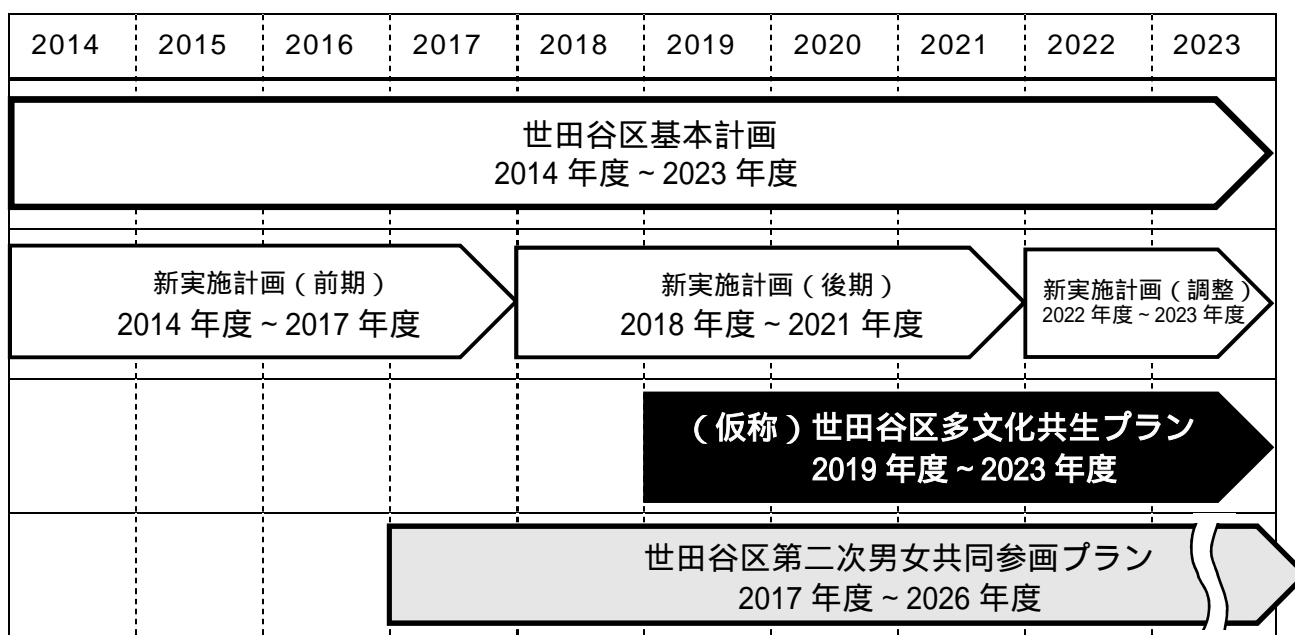 2014 2015 2016 2017 2018 2019 2020 2021 2022 2023
世田谷区基本計画
2014 年度 ~ 2023 年度
新実施計画（前期）
2014 年度 ~ 2017 年度
新実施計画（後期）
2018 年度 ~ 2021 年度
新実施計画（調整）
2022 年度 ~ 2023 年度
（仮称）世田谷区多文化共生プラン
2019 年度 ~ 2023 年度
世田谷区第二次男女共同参画プラン
2017 年度 ~ 2026 年度